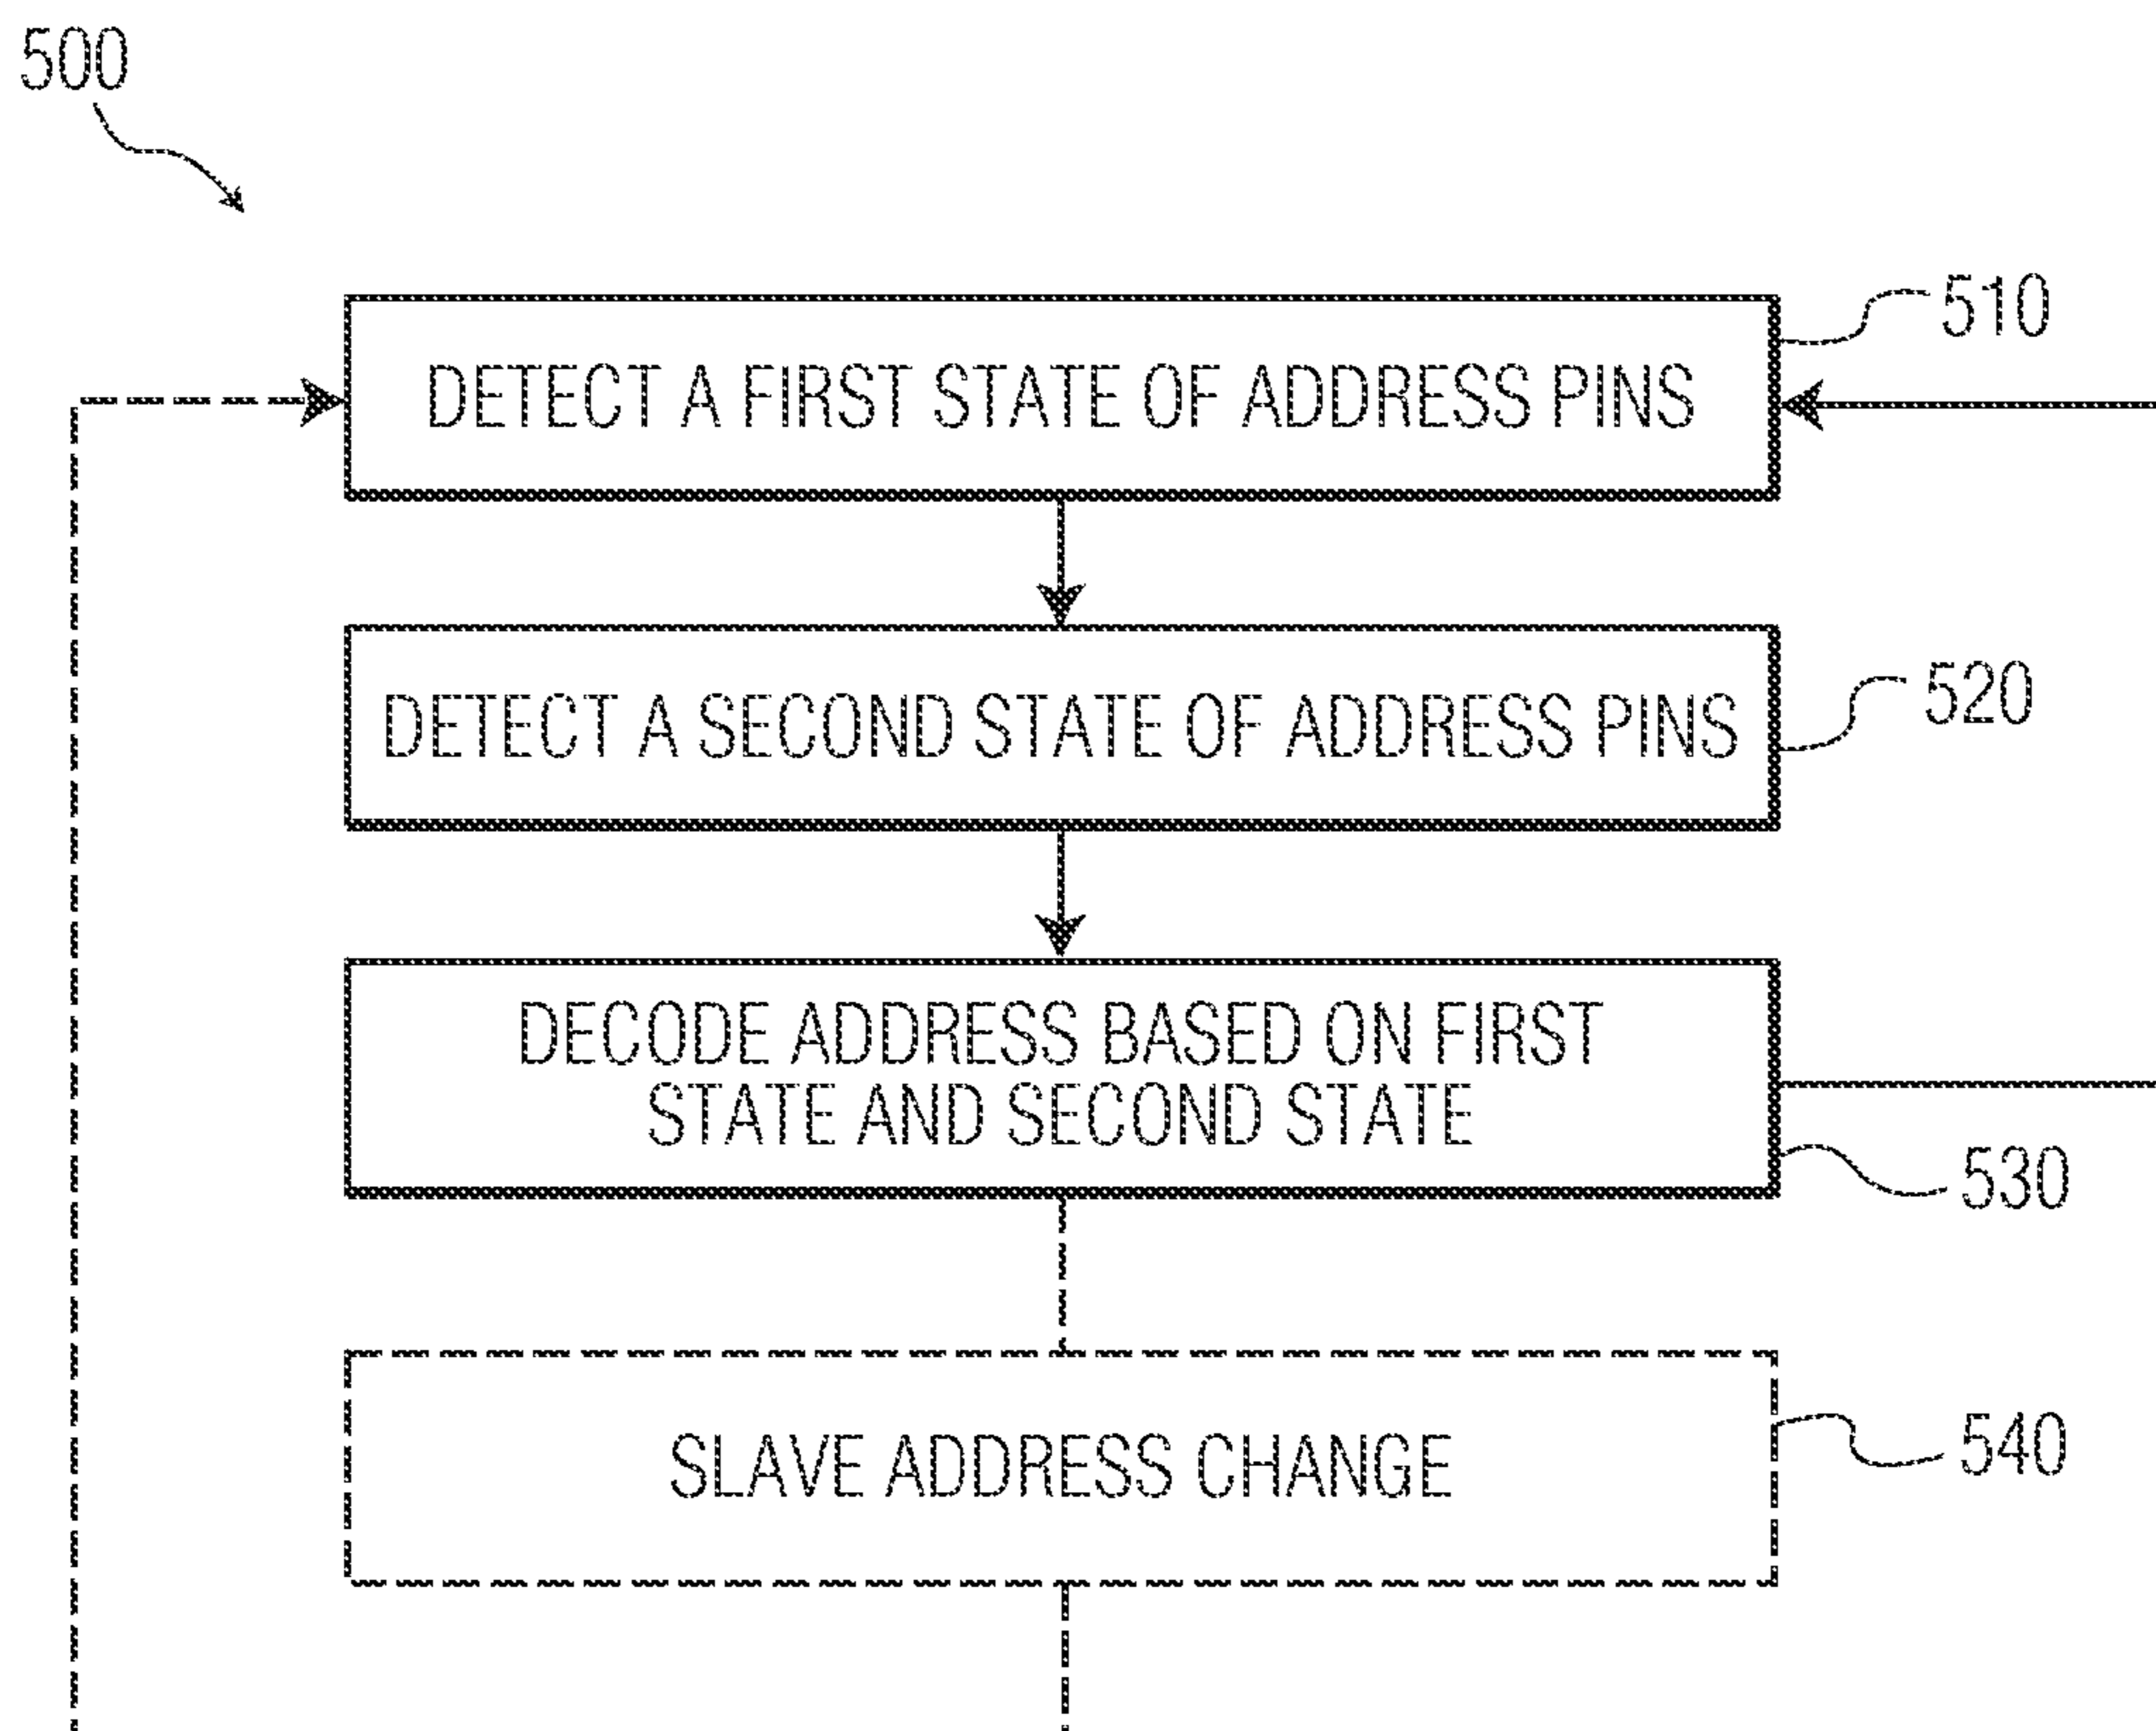 500
510
DETECT A FIRST STATE OF ADDRESS PINS
520
DETECT A SECOND STATE OF ADDRESS PINS
DECODE ADDRESS BASED ON FIRST
STATE AND SECOND STATE
530
SLAVE ADDRESS CHANGE
540